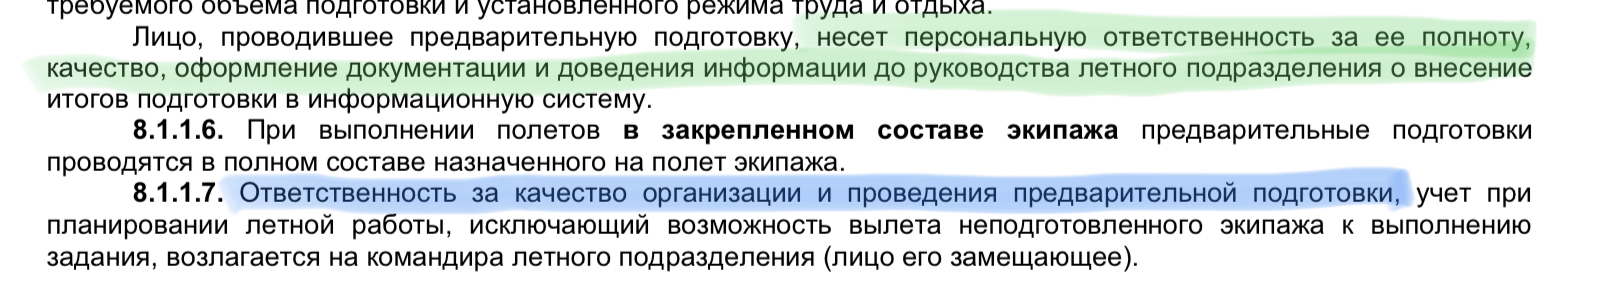 требуемого объема подготовки и установленного режима труда и отдыха.
Лицо, проводившее предварительную подготовку, несет персональную ответственность за ее полноту,
качество, оформление документации и доведения информации до руководства летного подразделения о внесение
итогов подготовки в информационную систему.
8.1.1.6. При выполнении полетов в закрепленном составе экипажа предварительные подготовки
проводятся в полном составе назначенного на полет экипажа.
8.1.1.7. Ответственность за качество организации и проведения предварительной подготовки, учет при
планировании летной работы, исключающий возможность вылета неподготовленного экипажа к выполнению
задания, возлагается на командира летного подразделения (лицо его замещающее).